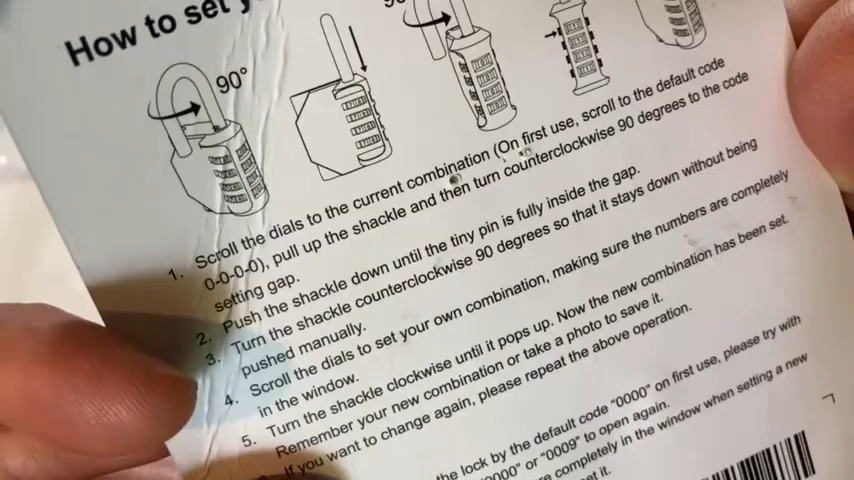 How to set
90°
1. Scroll the dials to the current combination (On first use, scroll to the default code
0-0-0-0), pull up the shackle and then turn counterclockwise 90 degrees to the code
setting gap.
2. Push the shackle down until the tiny pin is fully inside the gap.
3. Turn the shackle counterclockwise 90 degrees so that it stays down without being
pushed manually.
4. Scroll the dials to set your own combination, making sure the numbers are completely
in the window.
5. Turn the shackle clockwise until it pops up. Now the new combination has been set.
Remember your new combination or take a photo to save it.
If you want to change again, please repeat the above operation.
the lock by the default code "0000" on first use, please try with
or "0009" to open again.
completely in the window when setting a new
it.